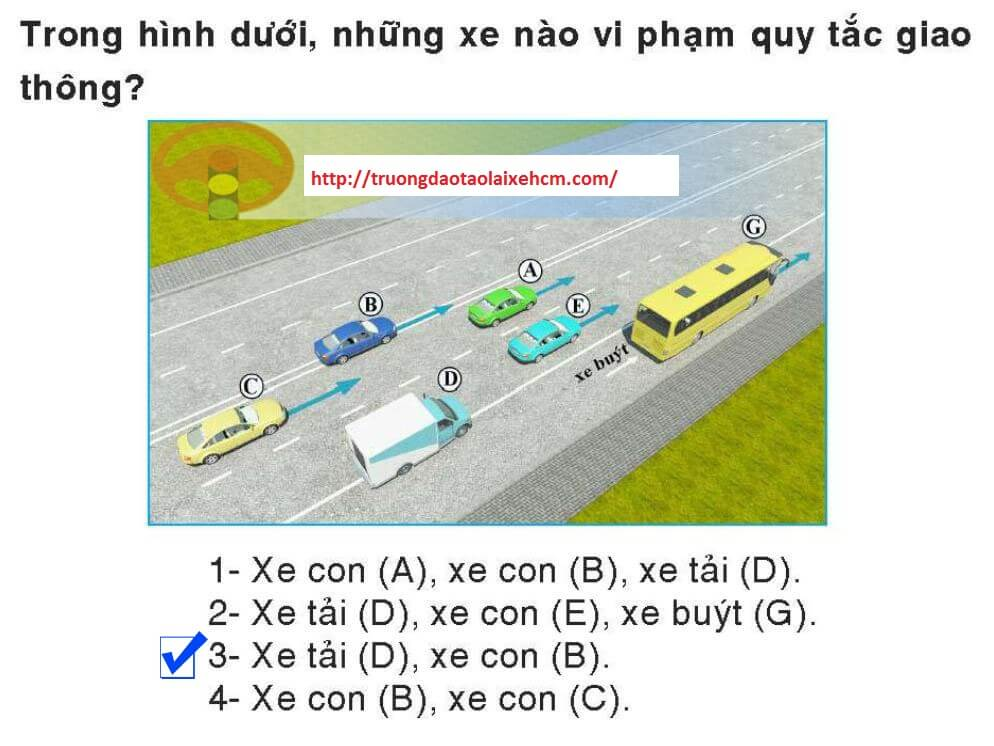 Trong hình dưới, những xe nào vi phạm quy tắc giao
thông?
http://truongdaotaolaixehcm.com/
G
A
B
E
xe buýt
D
C
1- Xe con (A), xe con (B), xe tải (D).
2- Xe tải (D), xe con (E), xe buýt (G).
3- Xe tải (D), xe con (B).
4- Xe con (B), xe con (C).